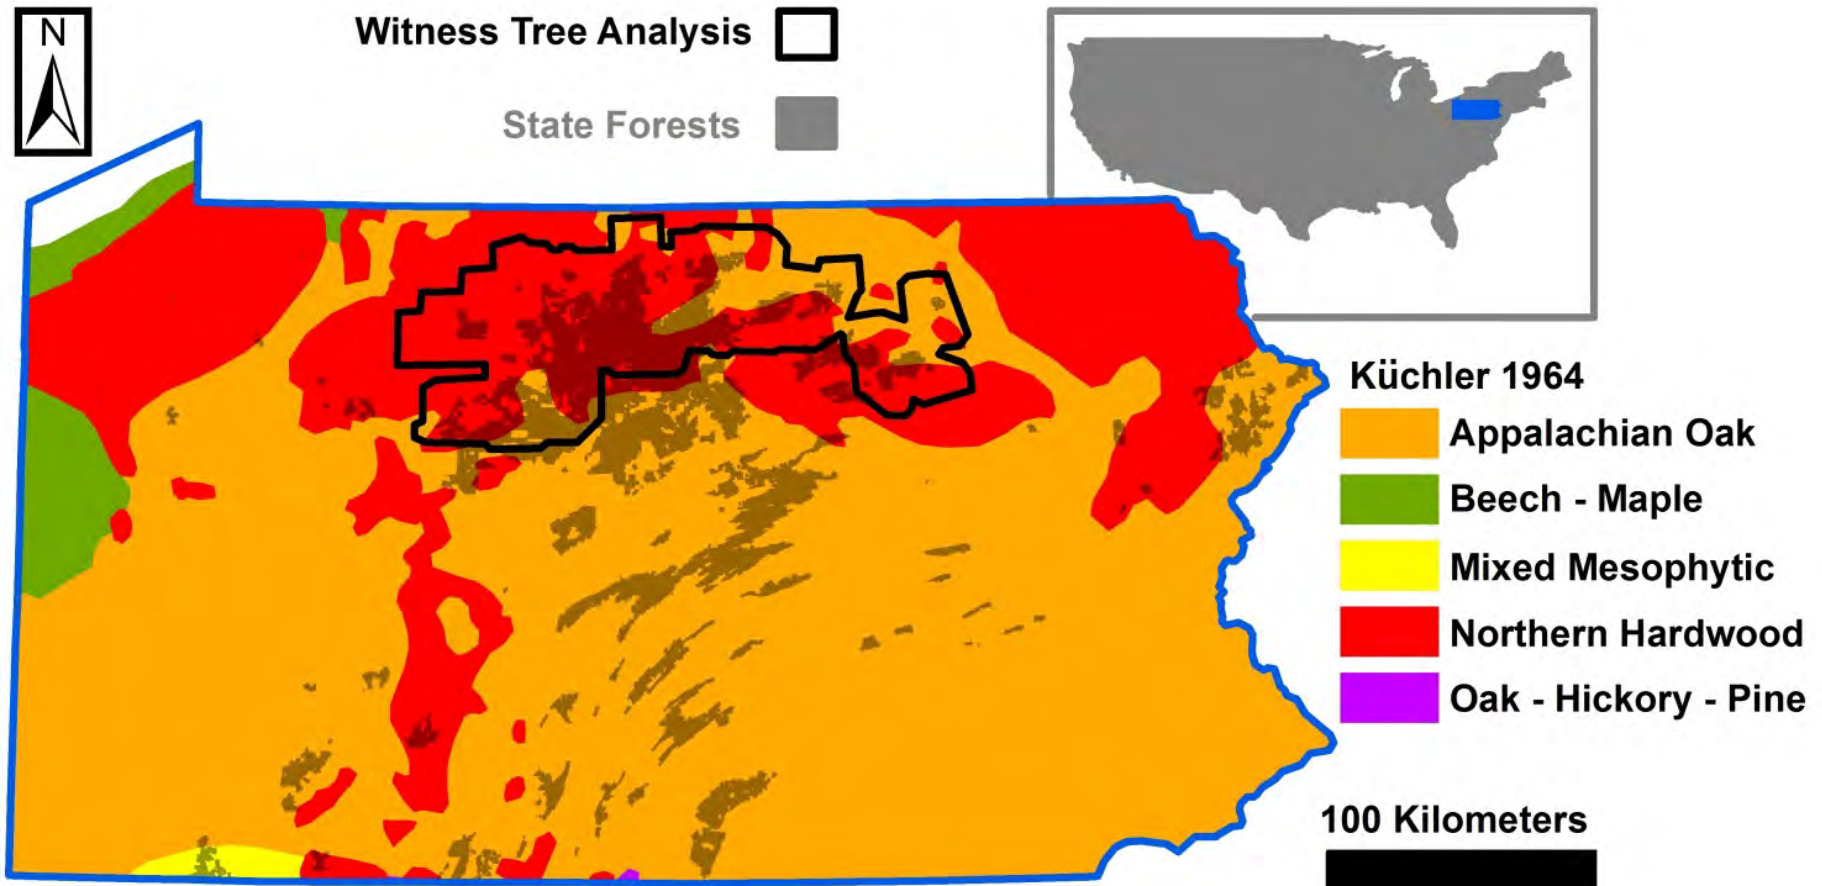 N
Witness Tree Analysis
State Forests
Küchler 1964
Appalachian Oak
Beech - Maple
Mixed Mesophytic
Northern Hardwood
Oak - Hickory - Pine
100 Kilometers